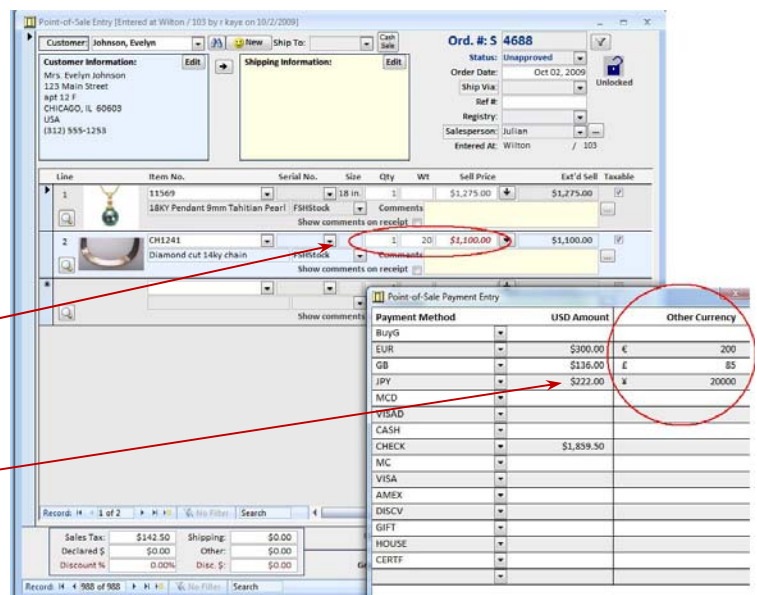 Point-of-Sale Entry [Entered at Wilton / 103 by r kaye on 10/2/2009]
Customer: Johnson, Evelyn New Ship To: Cash Sale Ord. #: S 4688
Customer Information: Edit Shipping Information: Edit Status: Unapproved
Mrs. Evelyn Johnson Order Date: Oct 02, 2009 Unlocked
123 Main Street Ship Via:
apt 12 F Ref #:
CHICAGO, IL 60603 Registry:
USA Salesperson: Julian ...
(312) 555-1253 Entered At: Wilton / 103
Line Item No. Serial No. Size Qty Wt Sell Price Ext'd Sell Taxable
1 11569 18 in. 1 $1,275.00 $1,275.00
18KY Pendant 9mm Tahitian Pearl FSHStock Comments ...
Show comments on receipt
2 CH1241 1 20 $1,100.00 $1,100.00
Diamond cut 14ky chain FSHStock Comments ...
Show comments on receipt
*
Show comments
Record: 1 of 2 No Filter Search
Sales Tax: $142.50 Shipping: $0.00
Declared $ $0.00 Other: $0.00
Discount % 0.00% Disc. $: $0.00
Record: 988 of 988 No Filter Search
Point-of-Sale Payment Entry
Payment Method USD Amount Other Currency
BuyG
EUR $300.00 € 200
GB $136.00 £ 85
JPY $222.00 ¥ 20000
MCD
VISAD
CASH
CHECK $1,859.50
MC
VISA
AMEX
DISCV
GIFT
HOUSE
CERTF